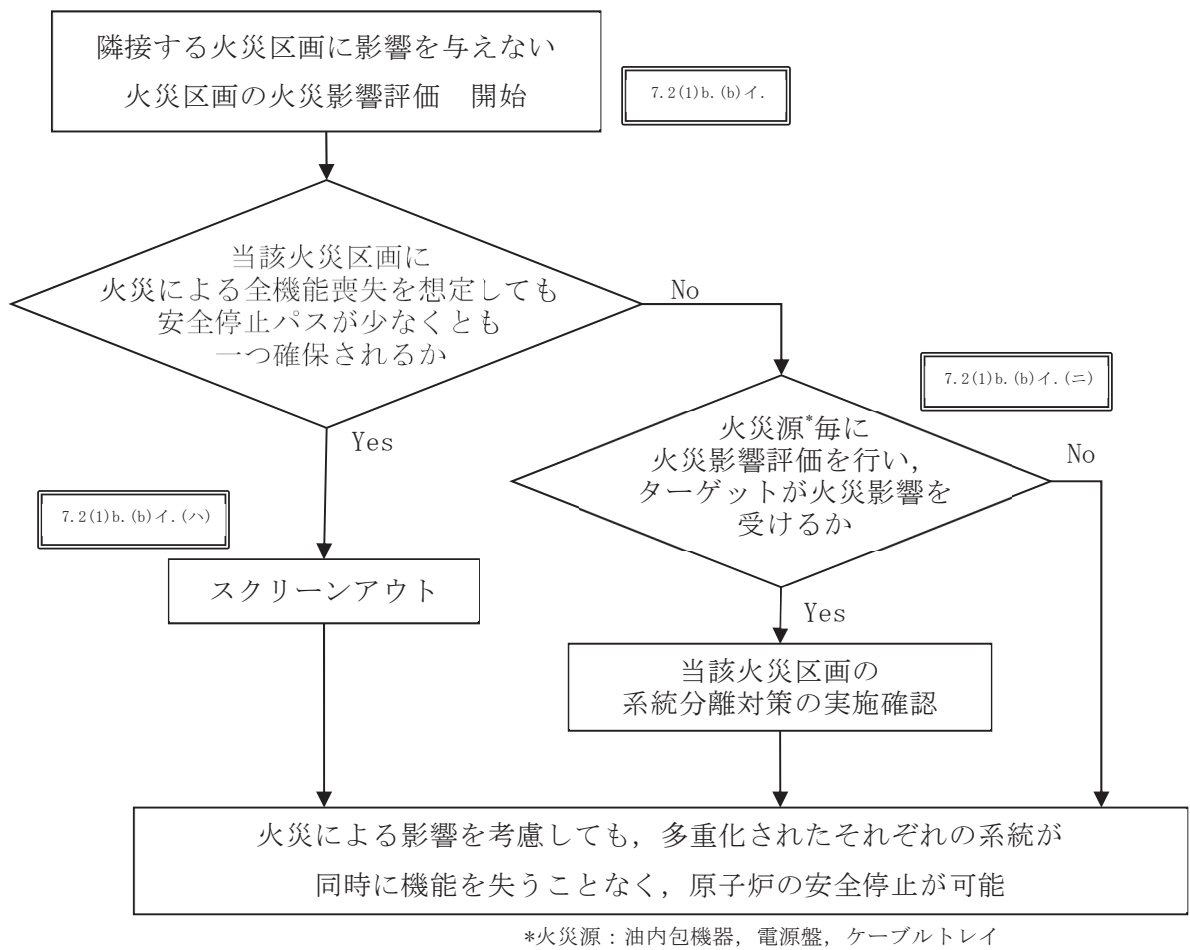 隣接する火災区画に影響を与えない
火災区画の火災影響評価　開始
7.2(1)b.(b)イ.
当該火災区画に
火災による全機能喪失を想定しても
安全停止パスが少なくとも
一つ確保されるか
No
Yes
7.2(1)b.(b)イ.(ニ)
火災源*毎に
火災影響評価を行い，
ターゲットが火災影響を
受けるか
No
Yes
7.2(1)b.(b)イ.(ハ)
スクリーンアウト
当該火災区画の
系統分離対策の実施確認
火災による影響を考慮しても，多重化されたそれぞれの系統が
同時に機能を失うことなく，原子炉の安全停止が可能
*火災源：油内包機器，電源盤，ケーブルトレイ